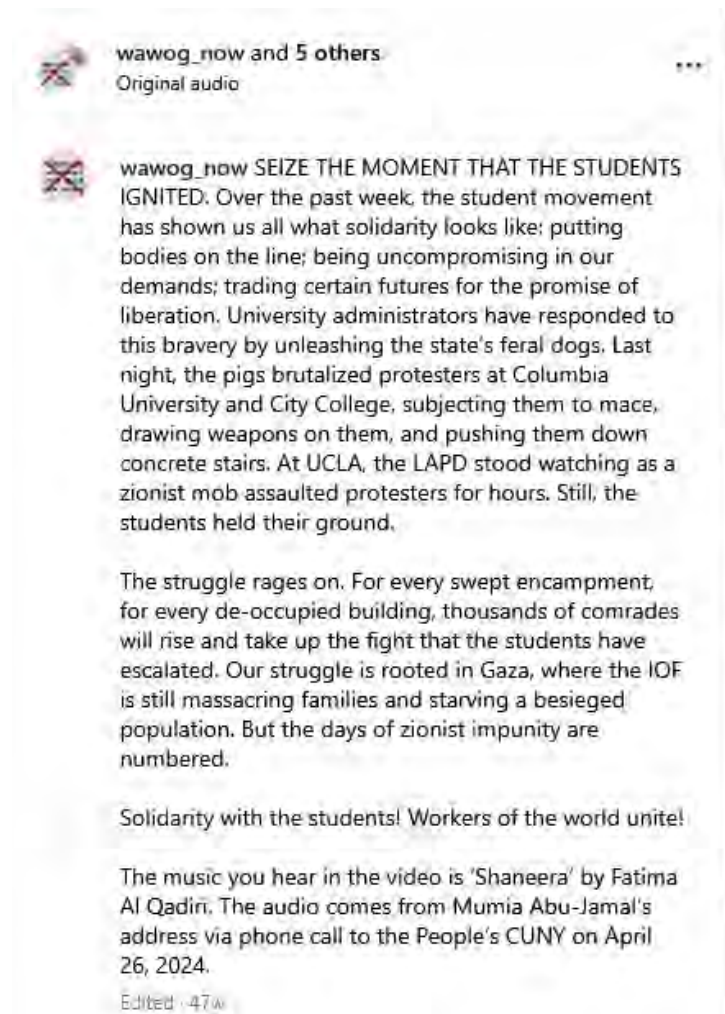 wawog_now and 5 others
Original audio
...
wawog_now SEIZE THE MOMENT THAT THE STUDENTS
IGNITED. Over the past week, the student movement
has shown us all what solidarity looks like: putting
bodies on the line; being uncompromising in our
demands; trading certain futures for the promise of
liberation. University administrators have responded to
this bravery by unleashing the state's feral dogs. Last
night, the pigs brutalized protesters at Columbia
University and City College, subjecting them to mace,
drawing weapons on them, and pushing them down
concrete stairs. At UCLA, the LAPD stood watching as a
zionist mob assaulted protesters for hours. Still, the
students held their ground.
The struggle rages on. For every swept encampment,
for every de-occupied building, thousands of comrades
will rise and take up the fight that the students have
escalated. Our struggle is rooted in Gaza, where the IOF
is still massacring families and starving a besieged
population. But the days of zionist impunity are
numbered.
Solidarity with the students! Workers of the world unite!
The music you hear in the video is 'Shaneera' by Fatima
Al Qadiri. The audio comes from Mumia Abu-Jamal's
address via phone call to the People's CUNY on April
26, 2024.
Edited · 47w